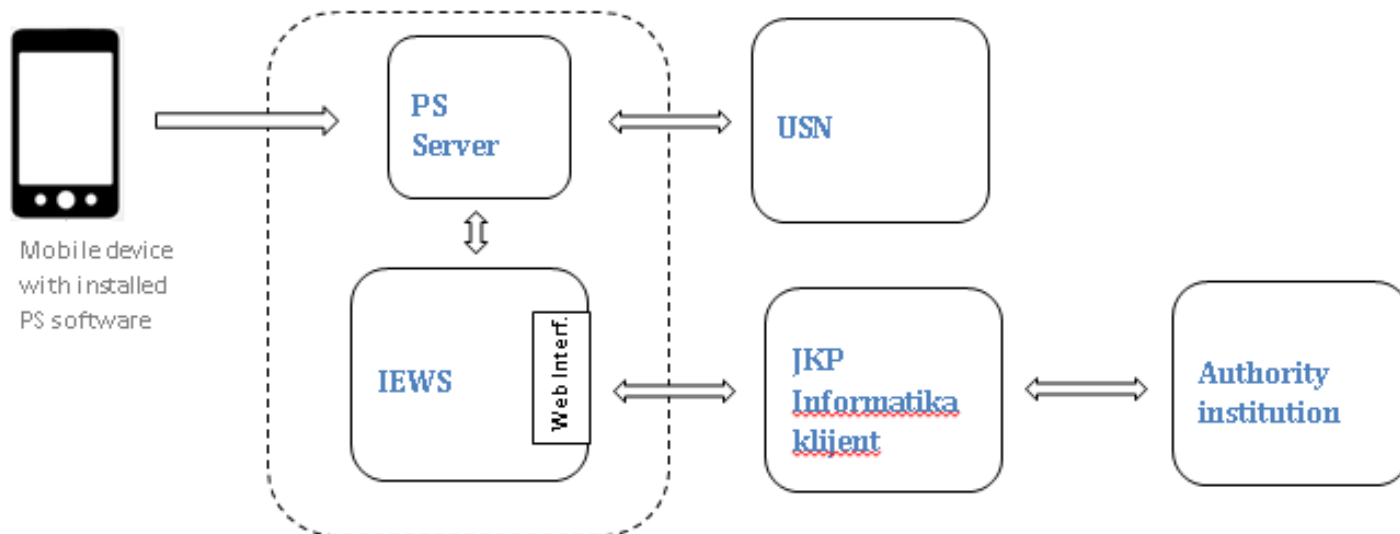 PS
Server
USN
Mobile device
with installed
PS software
IEWS
Web Interf.
JKP
Informatika
klijent
Authority
institution